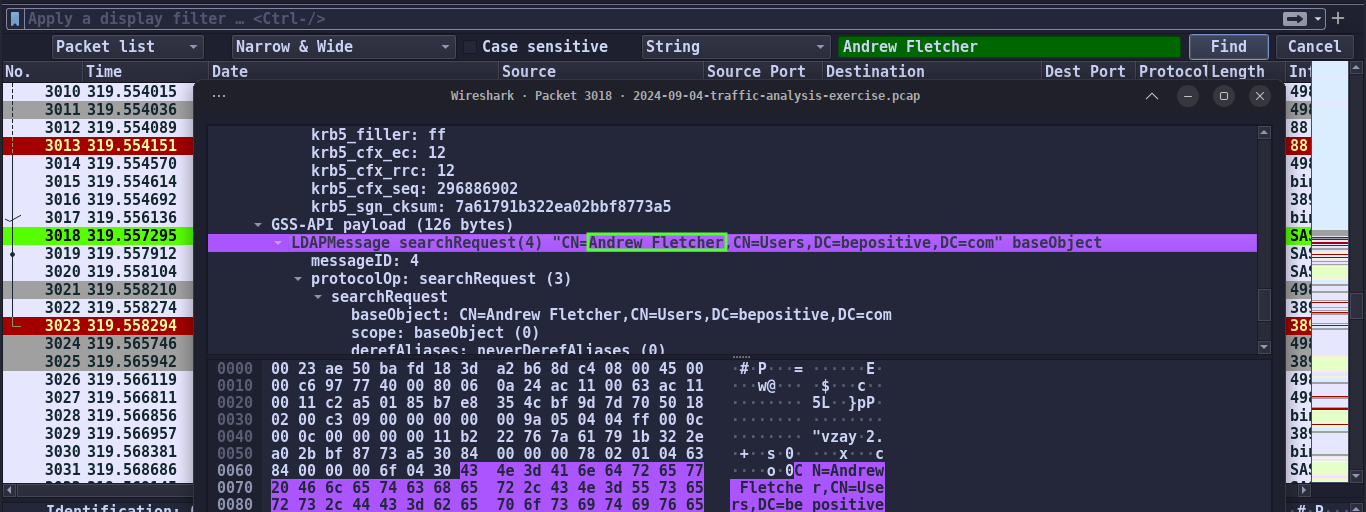 Apply a display filter … <Ctrl-/>
Packet list Narrow & Wide Case sensitive String Andrew Fletcher Find Cancel
No. Time Date Source Source Port Destination Dest Port Protocol Length Inf
3010 319.554015 498
3011 319.554036 498
3012 319.554089 88
3013 319.554151 88
3014 319.554570 498
3015 319.554614 bin
3016 319.554692 389
3017 319.556136 bin
3018 319.557295 SAS
3019 319.557912 SAS
3020 319.558104 SAS
3021 319.558210 498
3022 319.558274 389
3023 319.558294 389
3024 319.565746 498
3025 319.565942 498
3026 319.566119 498
3027 319.566811 498
3028 319.566856 bin
3029 319.566957 389
3030 319.568381 bin
3031 319.568686 SAS
Identification: (
Wireshark · Packet 3018 · 2024-09-04-traffic-analysis-exercise.pcap
krb5_filler: ff
krb5_cfx_ec: 12
krb5_cfx_rrc: 12
krb5_cfx_seq: 296886902
krb5_sgn_cksum: 7a61791b322ea02bbf8773a5
GSS-API payload (126 bytes)
LDAPMessage searchRequest(4) "CN=Andrew Fletcher,CN=Users,DC=bepositive,DC=com" baseObject
messageID: 4
protocolOp: searchRequest (3)
searchRequest
baseObject: CN=Andrew Fletcher,CN=Users,DC=bepositive,DC=com
scope: baseObject (0)
derefAliases: neverDerefAliases (0)
0000 00 23 ae 50 ba fd 18 3d a2 b6 8d c4 08 00 45 00 ·#·P···= ······E·
0010 00 c6 97 77 40 00 80 06 0a 24 ac 11 00 63 ac 11 ···w@··· ·$···c··
0020 00 11 c2 a5 01 85 b7 e8 35 4c bf 9d 7d 70 50 18 ········ 5L··}pP·
0030 02 00 c3 09 00 00 00 00 00 9a 05 04 04 ff 00 0c ········ ········
0040 00 0c 00 00 00 00 11 b2 22 76 7a 61 79 1b 32 2e ········ "vzay·2.
0050 a0 2b bf 87 73 a5 30 84 00 00 00 78 02 01 04 63 ·+··s·0· ···x···c
0060 84 00 00 00 6f 04 30 43 4e 3d 41 6e 64 72 65 77 ····o·0C N=Andrew
0070 20 46 6c 65 74 63 68 65 72 2c 43 4e 3d 55 73 65 Fletche r,CN=Use
0080 72 73 2c 44 43 3d 62 65 70 6f 73 69 74 69 76 65 rs,DC=be positive